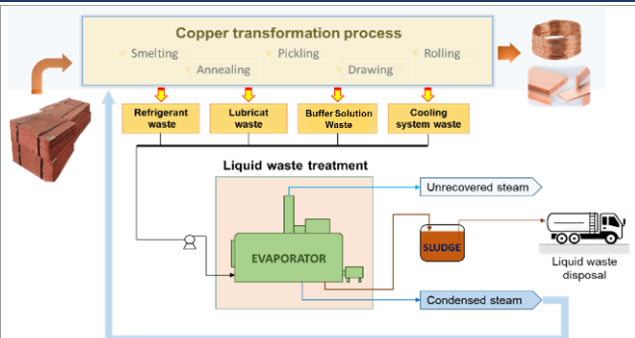 Copper transformation process
Smelting
Pickling
Rolling
Annealing
Drawing
Refrigerant
waste
Lubricat
waste
Buffer Solution
Waste
Cooling
system waste
Liquid waste treatment
Unrecovered steam
EVAPORATOR
SLUDGE
Liquid waste
disposal
Condensed steam